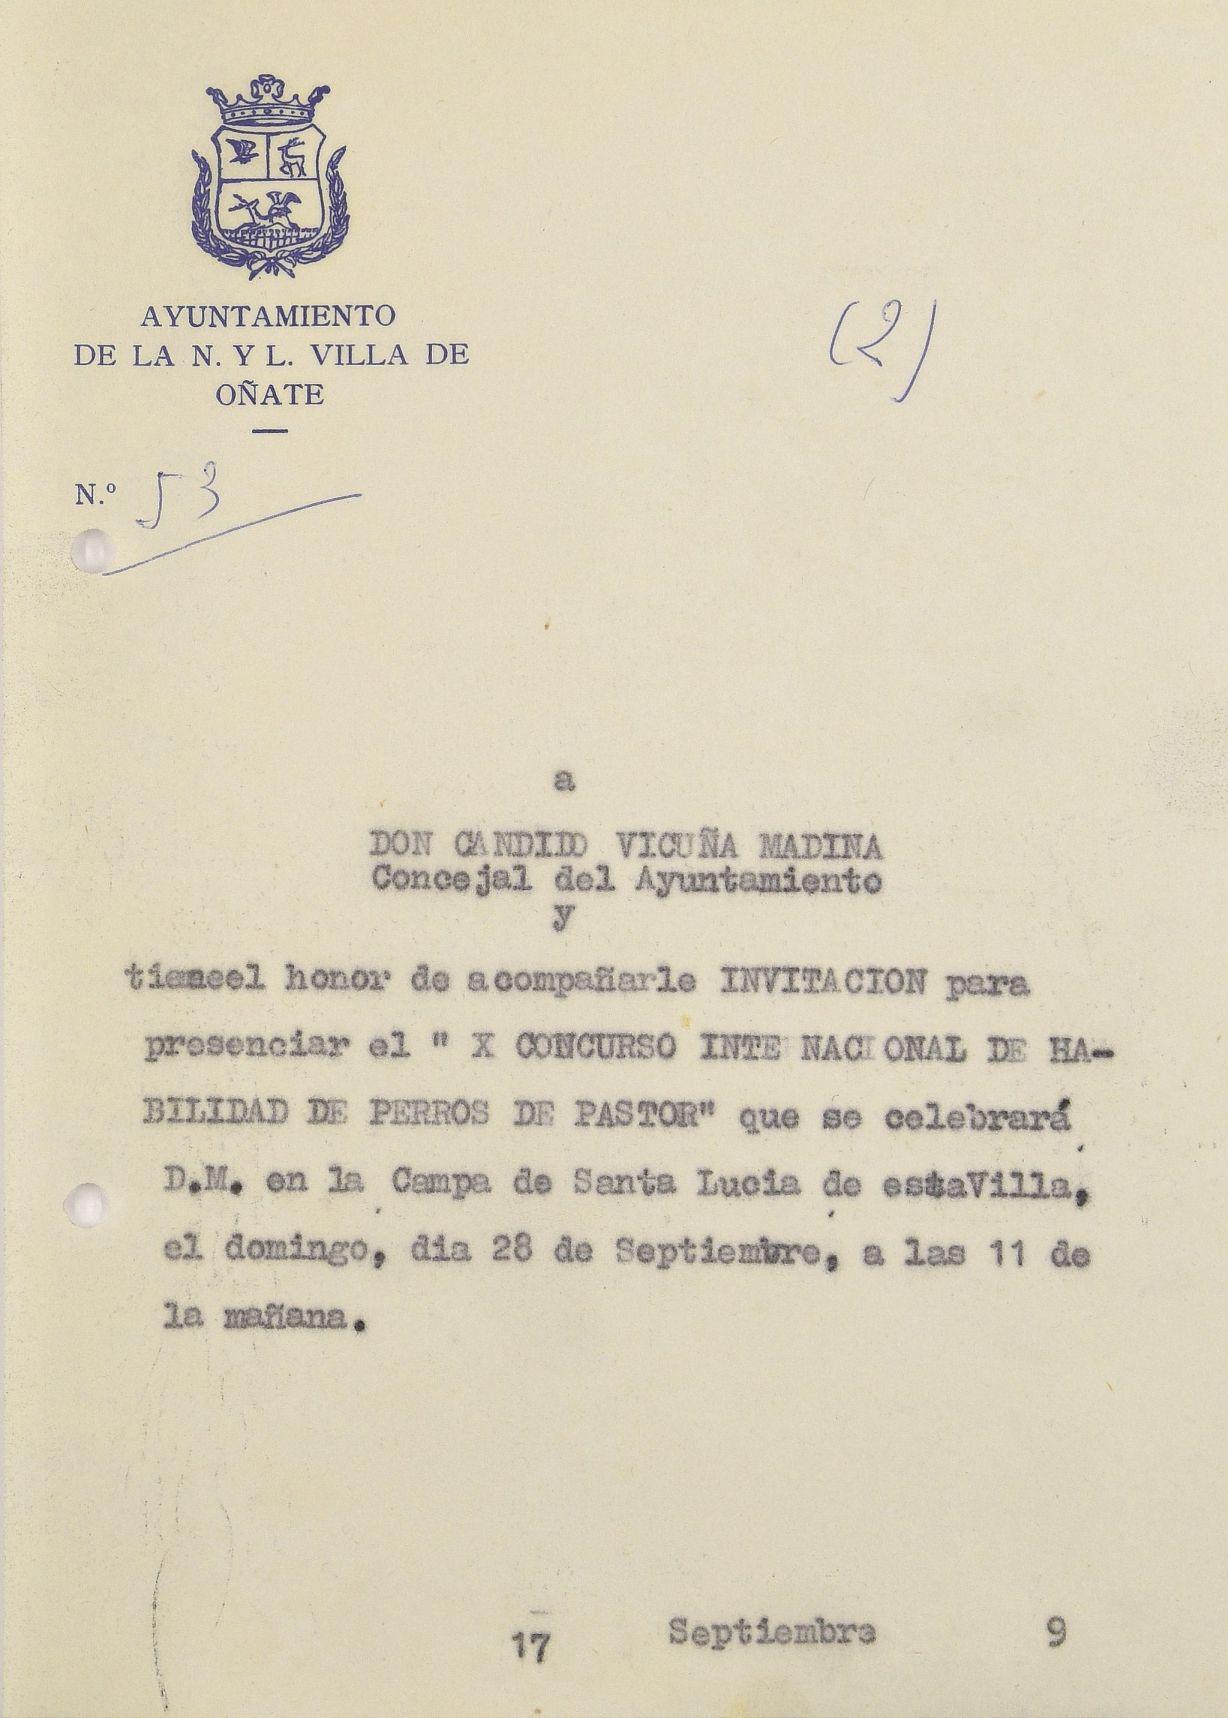 AYUNTAMIENTO
DE LA N. Y L. VILLA DE
OÑATE
(2)
N.º 53
a
DON CANDIDO VICUÑA MADINA
Concejal del Ayuntamiento
y
tieneel honor de acompañarle INVITACION para
presenciar el " X CONCURSO INTE NACIONAL DE HA-
BILIDAD DE PERROS DE PASTOR" que se celebrará
D.M. en la Campa de Santa Lucia de estaVilla,
el domingo, dia 28 de Septiembre, a las 11 de
la mañana.
17 Septiembre 9